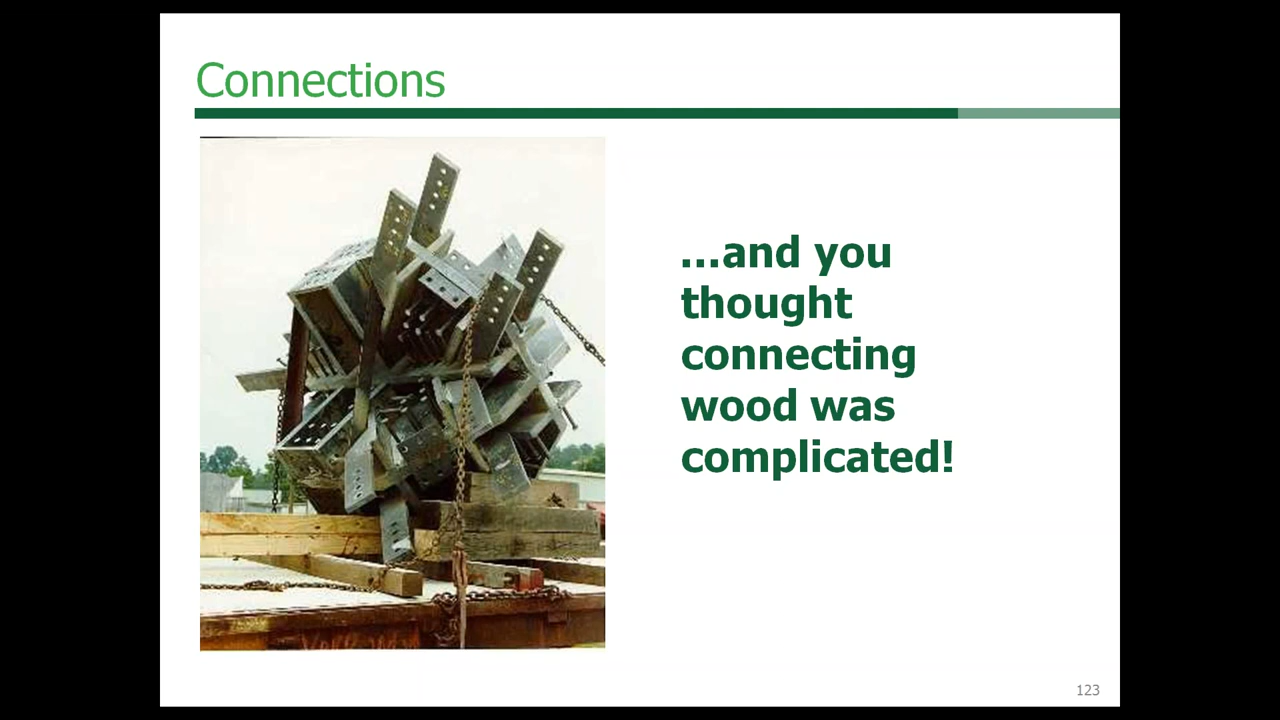 Connections
...and you
thought
connecting
wood was
complicated!
123